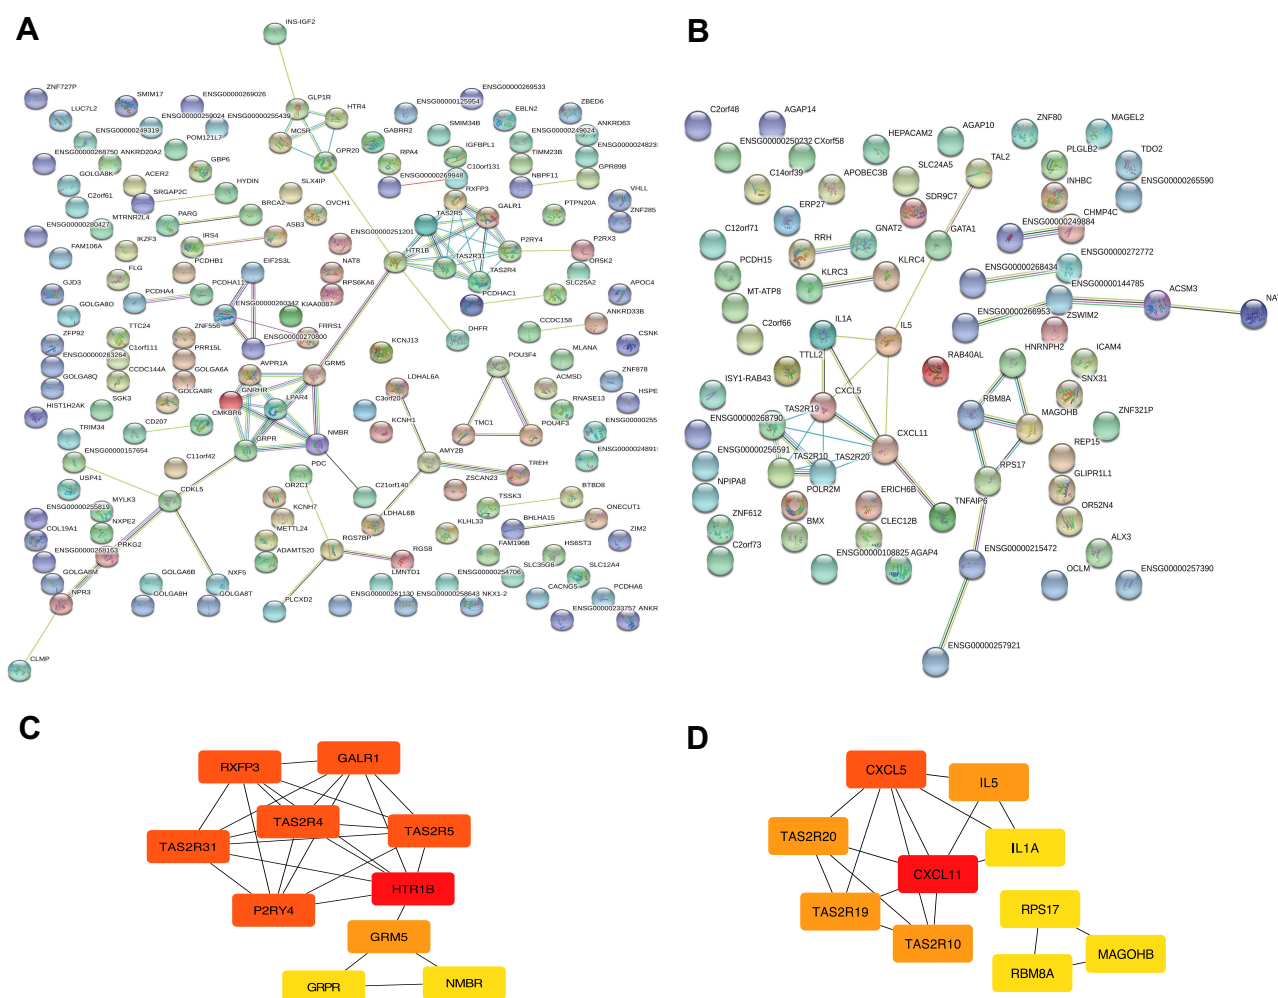 A
INS-IGF2
ZNF727P
SMIM17
ENSG00000269026
GLP1R
HTR4
ENSG00000125954
ENSG00000269533
EBLN2
ZBED6
LUC7L2
ENSG00000259024
ENSG00000255439
ENSG00000249319
POM121L7
MC5R
GPR20
GABRR2
SMIM34B
ENSG00000249624
ANKRD63
ENSG00000268750
ANKRD20A2
GBP6
RPA4
IGFBPL1
C10orf131
TIMM23B
GPR89B
GOLGA8K
ACER2
SRGAP2C
HYDIN
SLX4IP
ENSG00000269948
RXFP3
NBPF11
C2orf61
MTRNR2L4
PARG
BRCA2
OVCH1
TAS2R5
GALR1
PTPN20A
VHLL
ZNF285
ENSG00000280427
IKZF3
IRS4
ASB3
ENSG00000251201
HTR1B
TAS2R31
P2RY4
P2RX3
FAM106A
FLG
PCDHB1
EIF2S3L
NAT8
TAS2R4
OR5K2
GJD3
PCDHA4
PCDHA11
RPS6KA6
PCDHAC1
SLC25A2
APOC4
GOLGA8O
ENSG00000260342
KIAA0087
CCDC158
ANKRD33B
ZFP92
TTC24
ZNF556
ENSG00000270800
FRRS1
DHFR
CSNK
C1orf111
PRR15L
KCNJ13
MLANA
ENSG00000263264
CCDC144A
GOLGA6A
AVPR1A
GRM5
POU3F4
GOLGA8Q
SGK3
GOLGA8R
GNRHR
LPAR4
LDHAL6A
ACMSD
ZNF878
HSPE
HIST1H2AK
CMKBR6
C3orf20
RNASE13
TRIM34
CD207
GRPR
NMBR
KCNH1
TMC1
POU4F3
ENSG00000157654
C11orf42
AMY2B
USP41
PDC
C21orf140
TREH
CDKL5
OR2C1
ZSCAN23
MYLK3
KCNH7
LDHAL6B
TSSK3
BTBD8
ENSG00000255819
NXPE2
METTL24
KLHL33
BHLHA15
ONECUT1
COL19A1
PRKG2
ADAMTS20
RGS7BP
RGS8
FAM196B
HS6ST3
ZIM2
ENSG00000268163
GOLGA8M
GOLGA6B
NXF5
LMNTD1
ENSG00000254706
SLC35G6
SLC12A4
NPR3
GOLGA8H
GOLGA8T
PLCXD2
ENSG00000261130
ENSG00000258643
NKX1-2
CACNG5
PCDHA6
ENSG00000233757
ANKR
CLMP
B
C2orf48
AGAP14
ZNF80
MAGEL2
ENSG00000250232
CXorf58
HEPACAM2
AGAP10
PLGLB2
TDO2
C14orf39
APOBEC3B
SLC24A5
TAL2
INHBC
ENSG00000265590
ERP27
SDR9C7
CHMP4C
C12orf71
RRH
GNAT2
GATA1
ENSG00000249884
PCDH15
KLRC3
KLRC4
ENSG00000268434
ENSG00000272772
MT-ATP8
ENSG00000144785
ACSM3
NAT
C2orf66
IL1A
IL5
ENSG00000266953
ZSWIM2
TTLL2
RAB40AL
HNRNPH2
ICAM4
ISY1-RAB43
CXCL5
SNX31
TAS2R19
RBM8A
MAGOHB
ZNF321P
ENSG00000268790
CXCL11
REP15
ENSG00000256591
TAS2R10
TAS2R20
RPS17
GLIPR1L1
NPIPA8
POLR2M
ERICH6B
TNFAIP6
OR52N4
ZNF612
BMX
CLEC12B
ALX3
C2orf73
ENSG00000108825
AGAP4
ENSG00000215472
OCLM
ENSG00000257390
ENSG00000257921
C
RXFP3
GALR1
TAS2R4
TAS2R5
TAS2R31
HTR1B
P2RY4
GRM5
GRPR
NMBR
D
CXCL5
IL5
TAS2R20
IL1A
CXCL11
TAS2R19
RPS17
TAS2R10
MAGOHB
RBM8A